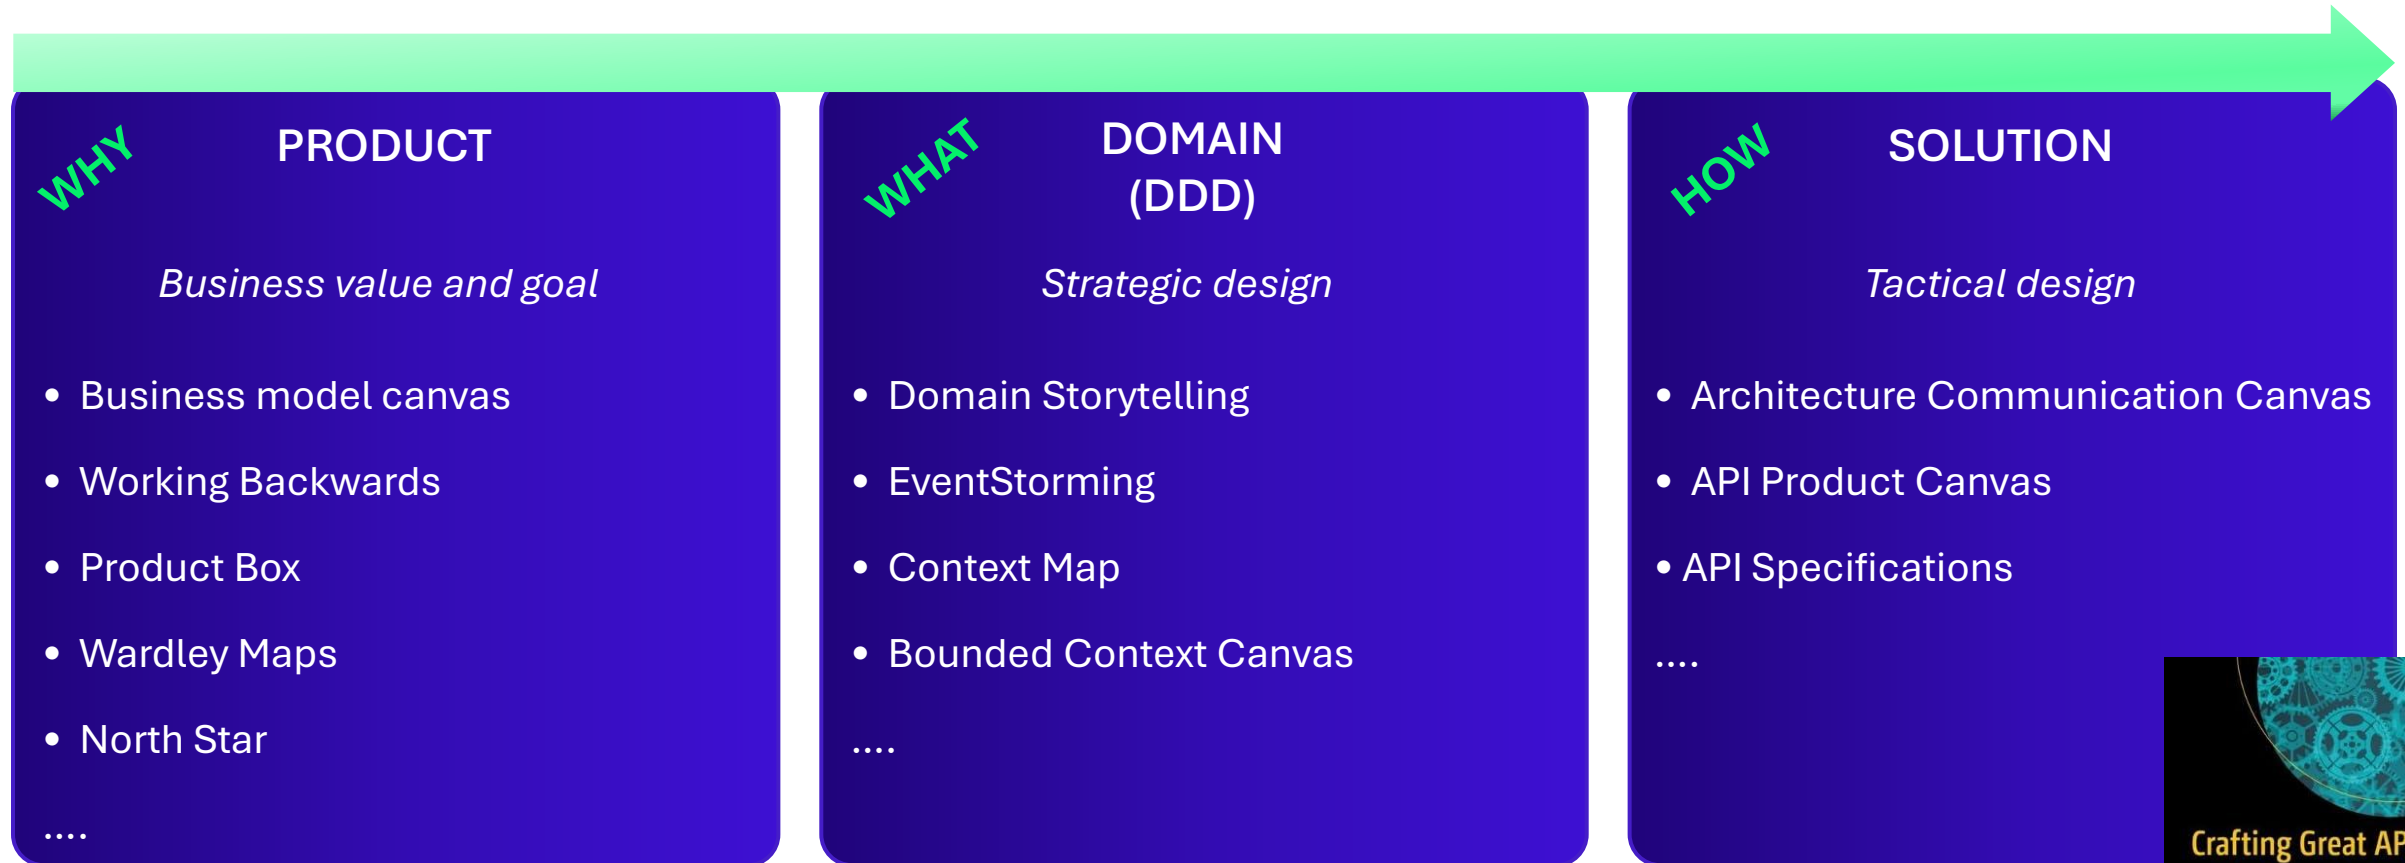 WHY
PRODUCT
Business value and goal
• Business model canvas
• Working Backwards
• Product Box
• Wardley Maps
• North Star
....
WHAT
DOMAIN
(DDD)
Strategic design
• Domain Storytelling
• EventStorming
• Context Map
• Bounded Context Canvas
....
HOW
SOLUTION
Tactical design
• Architecture Communication Canvas
• API Product Canvas
• API Specifications
....
Crafting Great AP